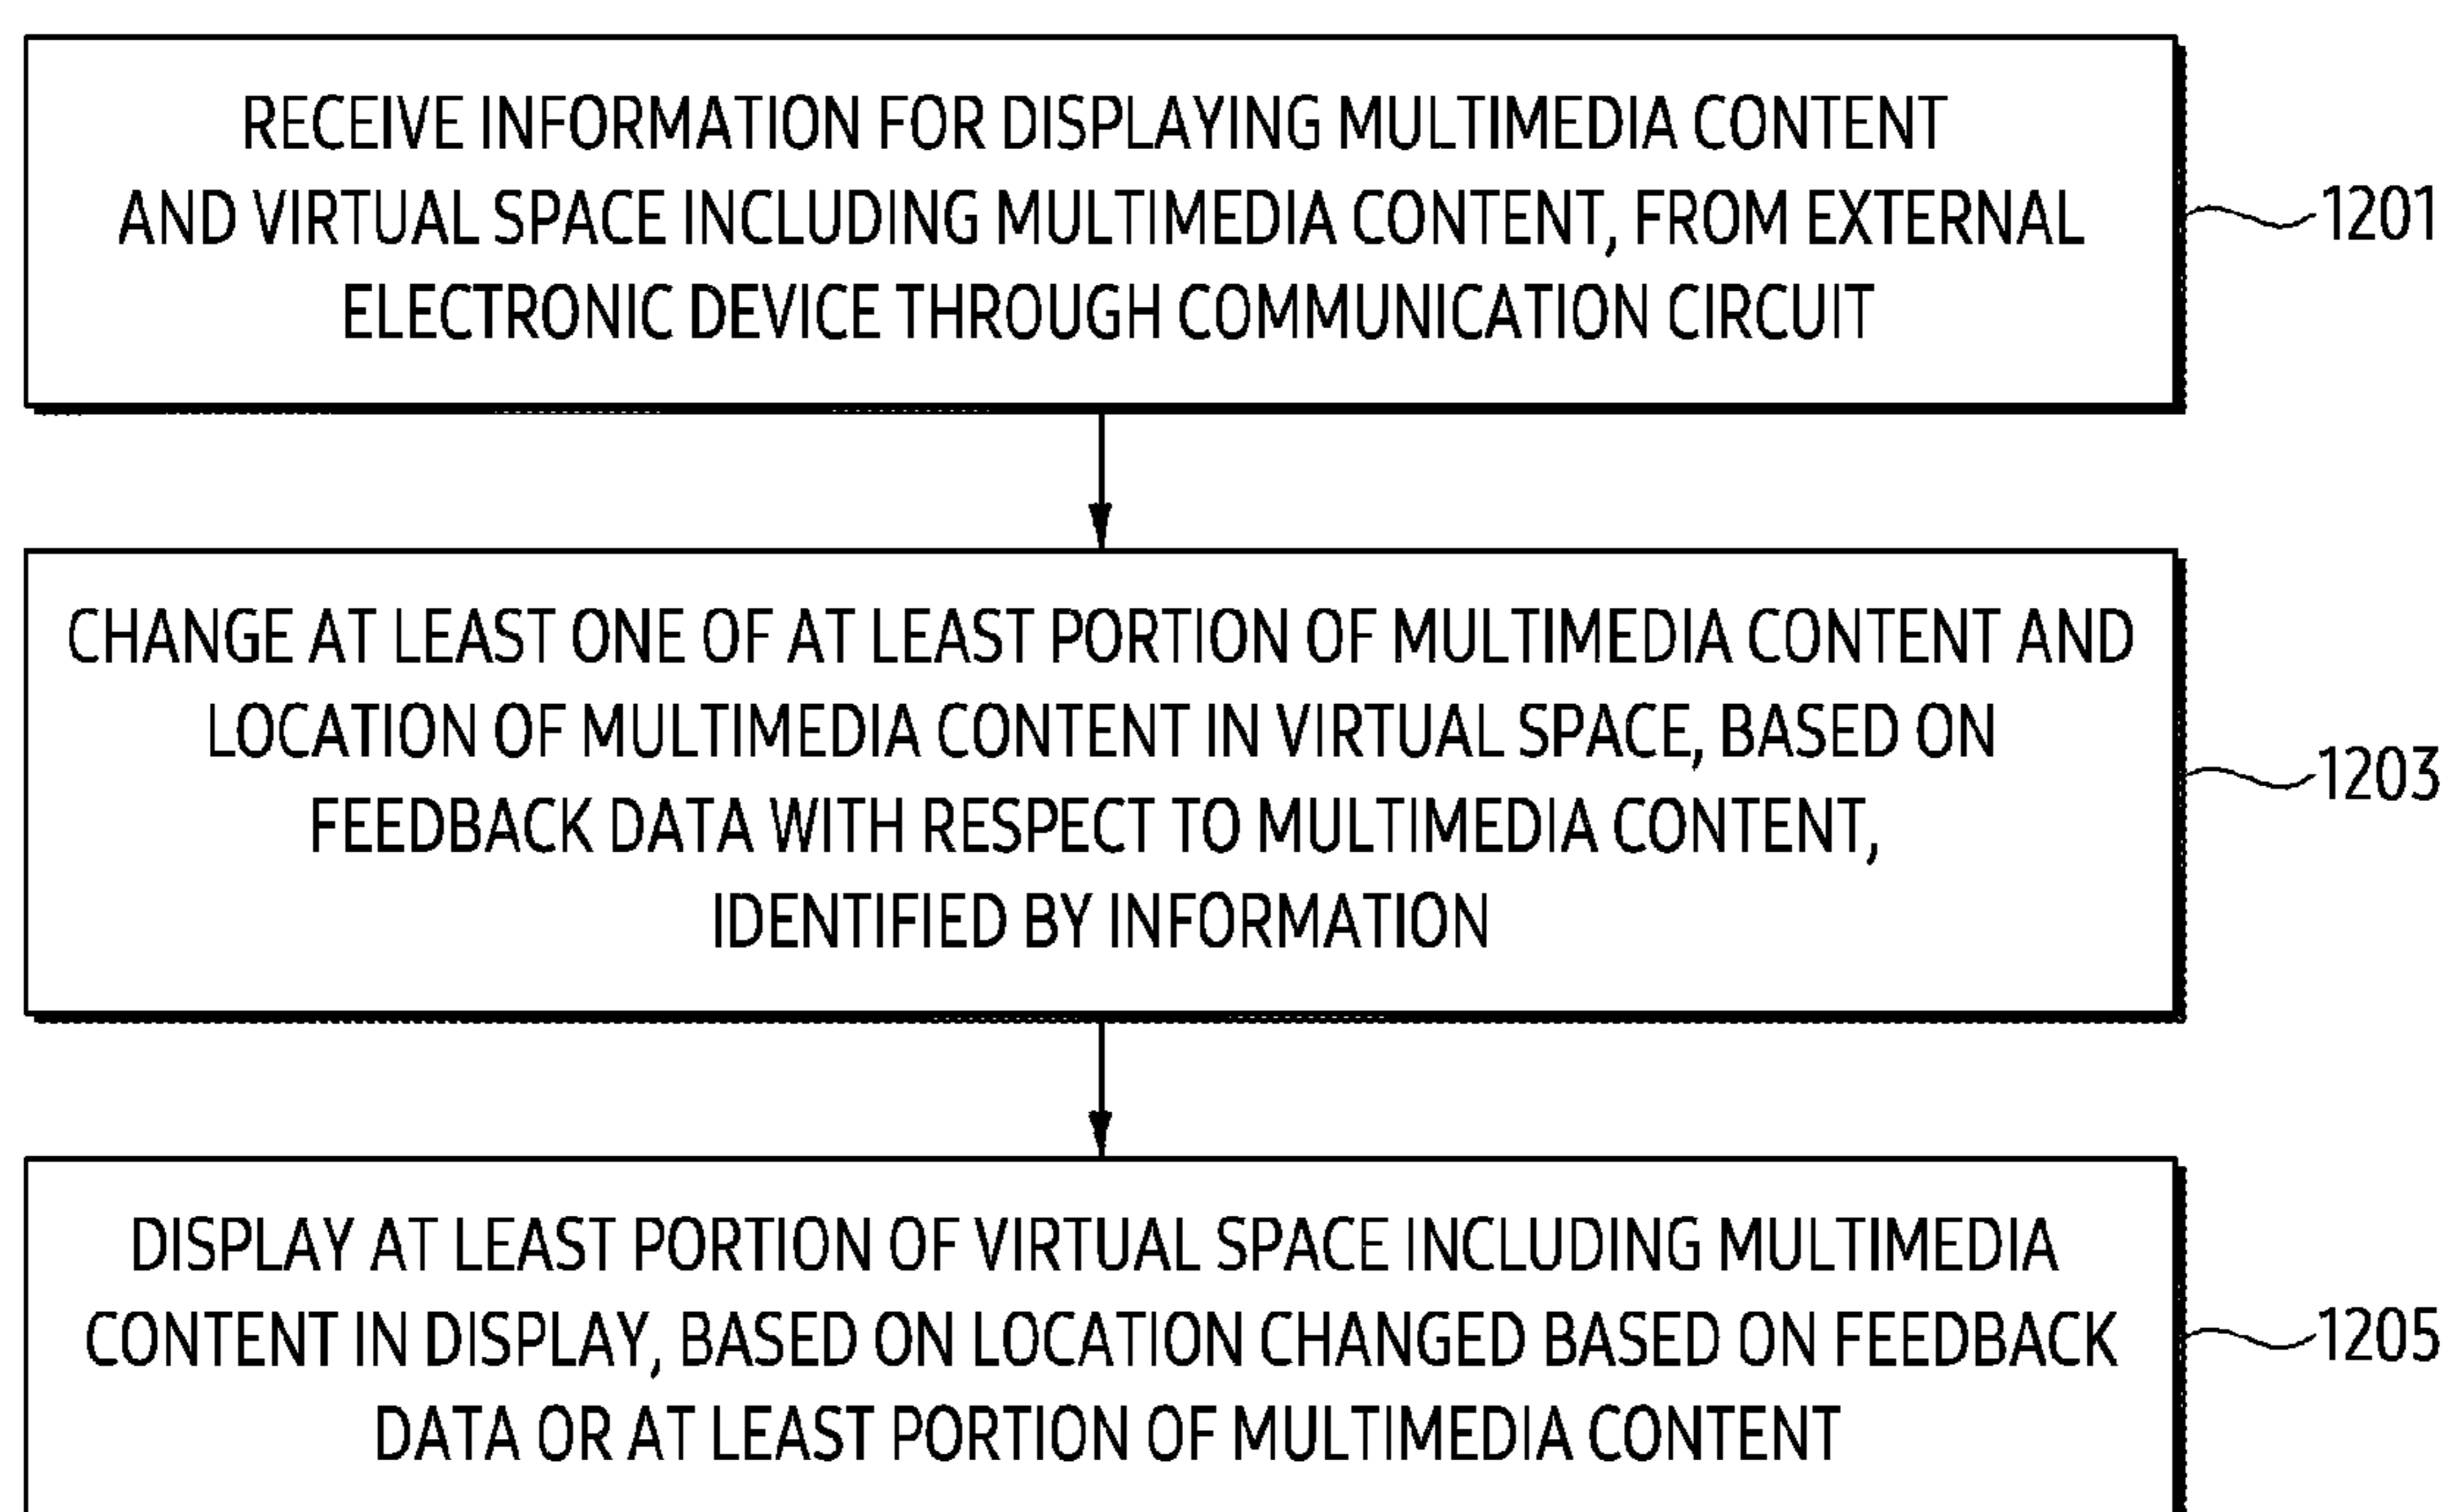 RECEIVE INFORMATION FOR DISPLAYING MULTIMEDIA CONTENT
AND VIRTUAL SPACE INCLUDING MULTIMEDIA CONTENT, FROM EXTERNAL
ELECTRONIC DEVICE THROUGH COMMUNICATION CIRCUIT
1201
CHANGE AT LEAST ONE OF AT LEAST PORTION OF MULTIMEDIA CONTENT AND
LOCATION OF MULTIMEDIA CONTENT IN VIRTUAL SPACE, BASED ON
FEEDBACK DATA WITH RESPECT TO MULTIMEDIA CONTENT,
IDENTIFIED BY INFORMATION
1203
DISPLAY AT LEAST PORTION OF VIRTUAL SPACE INCLUDING MULTIMEDIA
CONTENT IN DISPLAY, BASED ON LOCATION CHANGED BASED ON FEEDBACK
DATA OR AT LEAST PORTION OF MULTIMEDIA CONTENT
1205